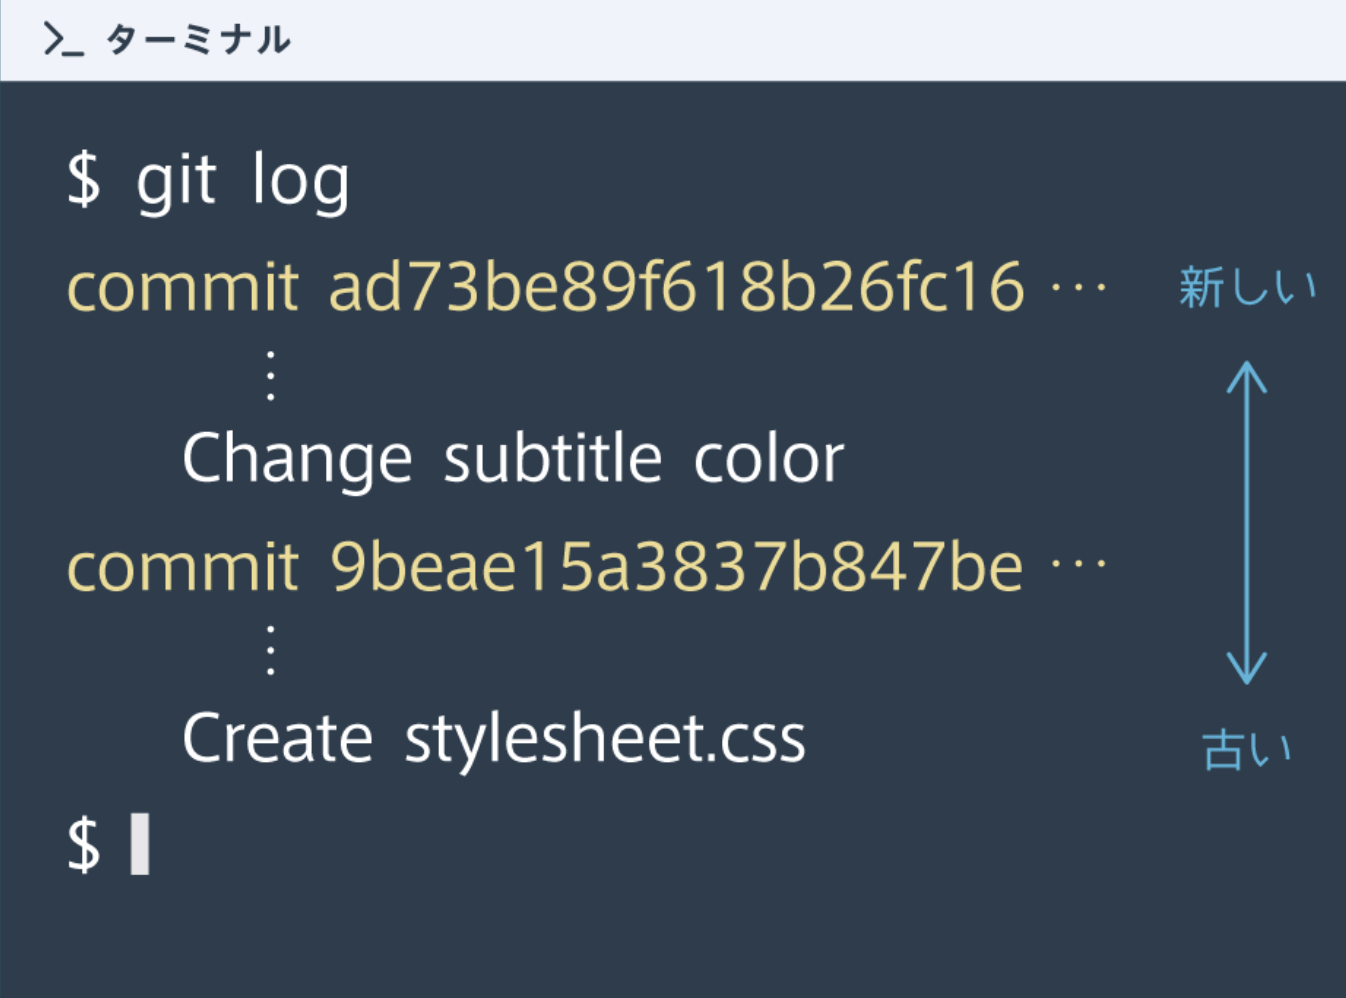 >_ ターミナル
$ git log
commit ad73be89f618b26fc16 …
新しい
⋮
Change subtitle color
commit 9beae15a3837b847be …
⋮
Create stylesheet.css
古い
$